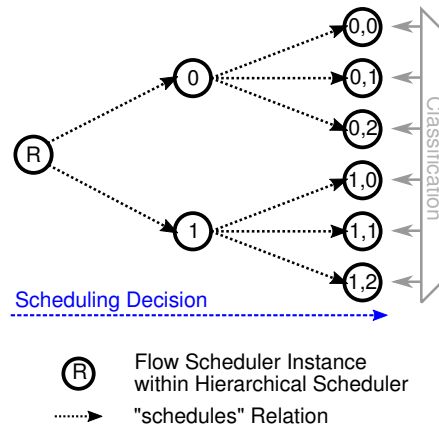 0,0
0
0,1
0,2
R
1,0
1
1,1
1,2
Classification
Scheduling Decision
R
Flow Scheduler Instance
within Hierarchical Scheduler
"schedules" Relation